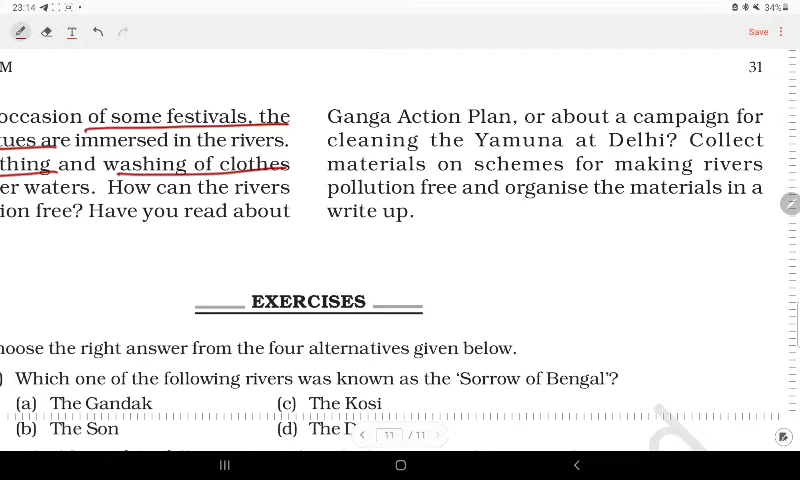 23:14
34%
Save
M
31
occasion of some festivals, the
tues are immersed in the rivers.
thing and washing of clothes
er waters. How can the rivers
ion free? Have you read about
Ganga Action Plan, or about a campaign for
cleaning the Yamuna at Delhi? Collect
materials on schemes for making rivers
pollution free and organise the materials in a
write up.
EXERCISES
hoose the right answer from the four alternatives given below.
) Which one of the following rivers was known as the ‘Sorrow of Bengal’?
(a) The Gandak
(c) The Kosi
(b) The Son
(d) The D
11 / 11